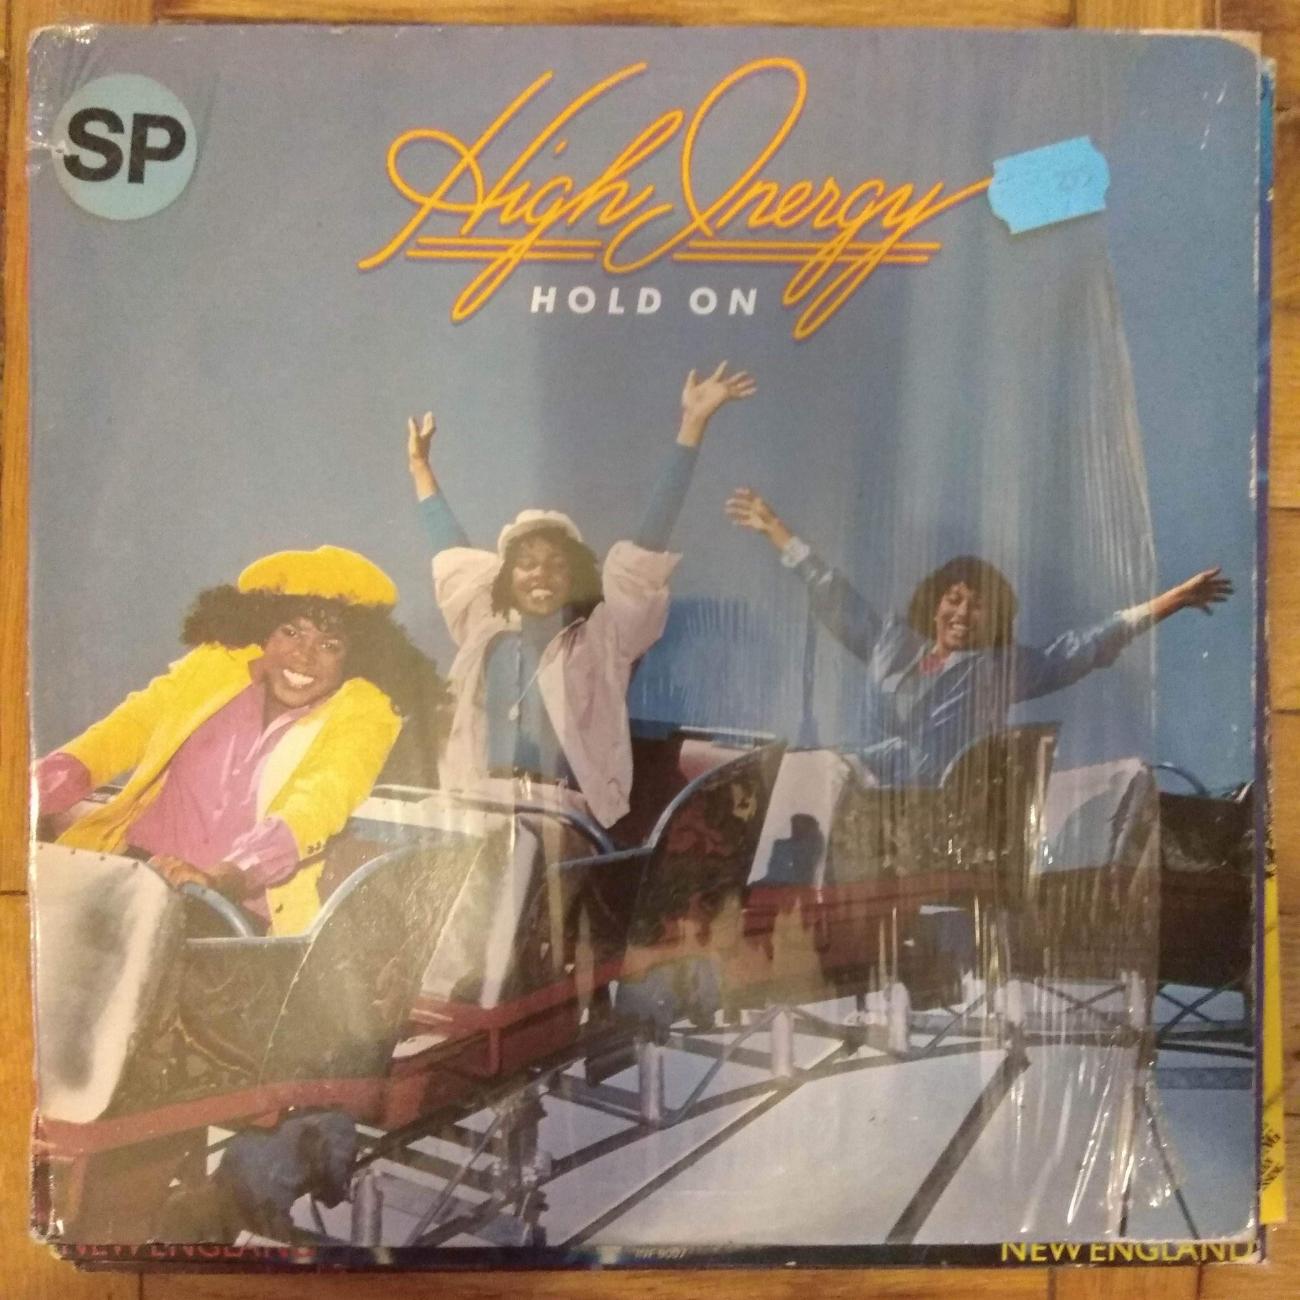 SP
High Inergy
HOLD ON
NEW ENGLAND
NEW ENGLAND